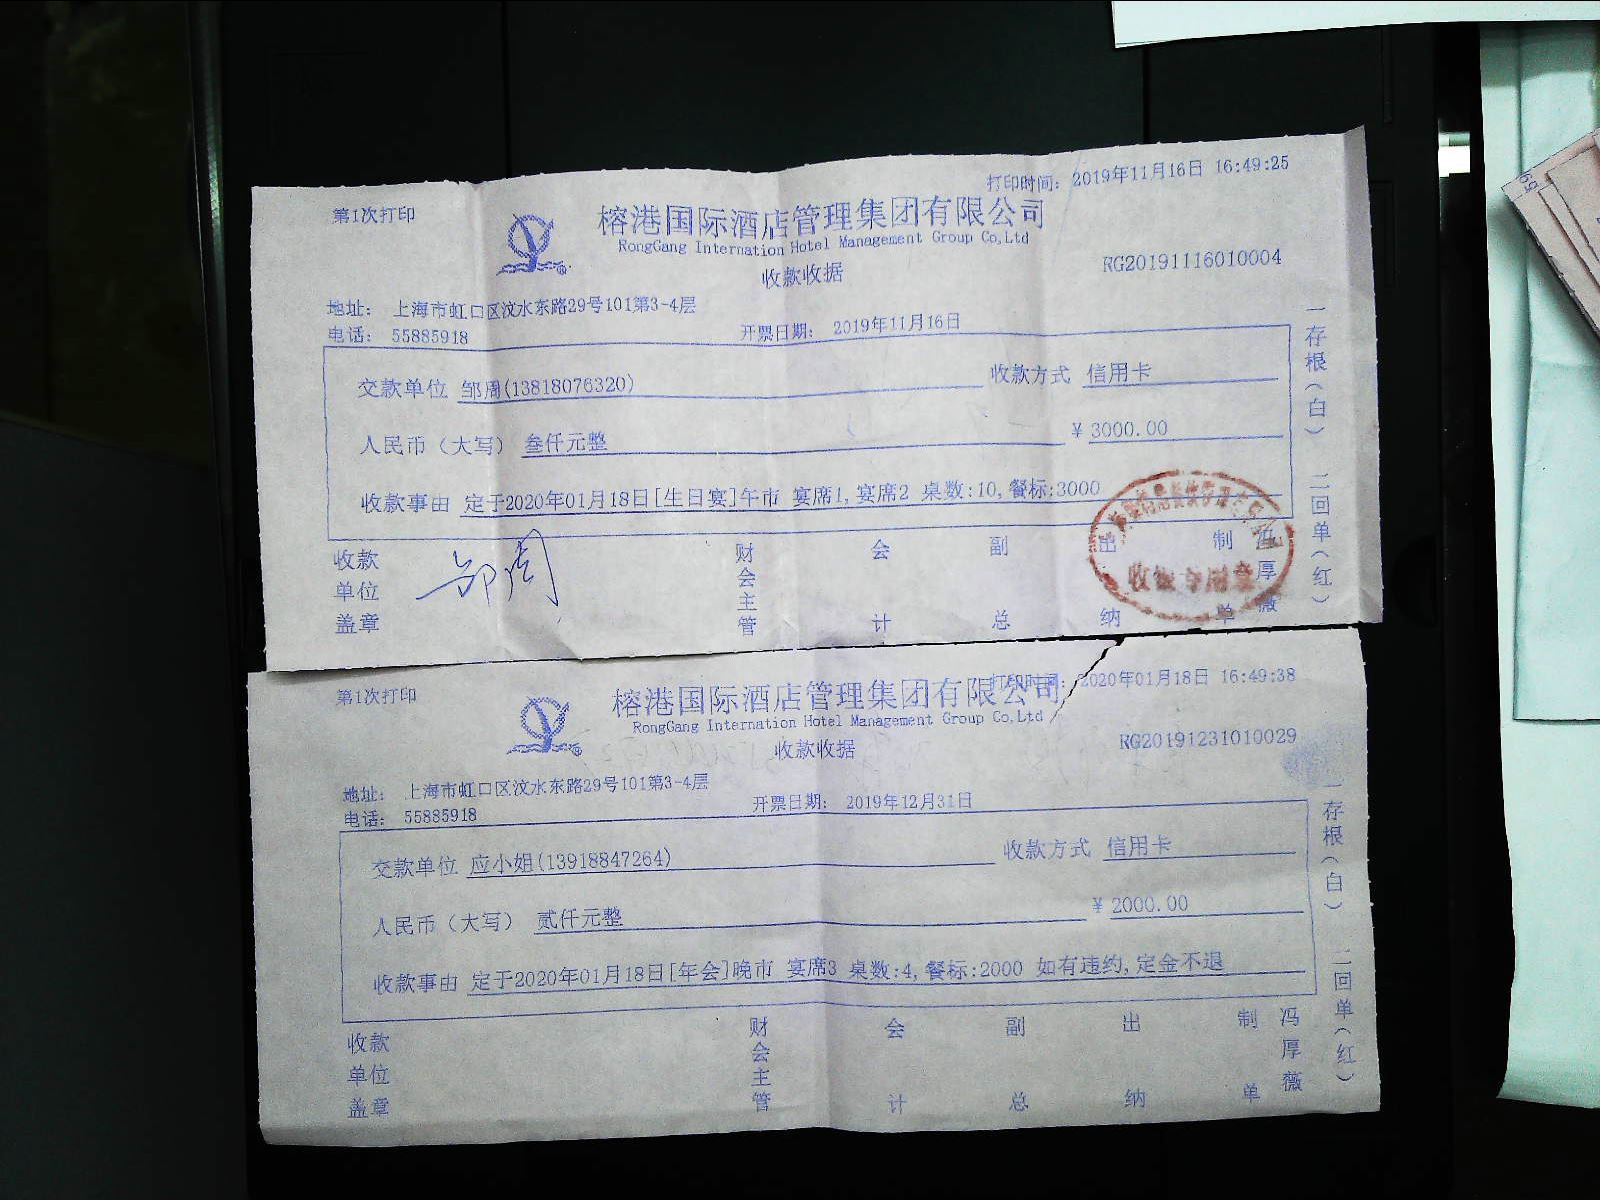 第1次打印
打印时间: 2019年11月16日 16:49:25
榕港国际酒店管理集团有限公司
RongGang Internation Hotel Management Group Co,Ltd
收款收据
RG20191116010004
地址: 上海市虹口区汶水东路29号101第3-4层
电话: 55885918
开票日期: 2019年11月16日
交款单位 邹周(13818076320)
收款方式 信用卡
人民币（大写） 叁仟元整
¥ 3000.00
收款事由 定于2020年01月18日[生日宴]午市 宴席1,宴席2 桌数:10,餐标:3000
收款单位盖章
邹周
财会主管
会计
副总
出纳
制单
冯厚薇
一存根(白) 二回单(红)
第1次打印
打印时间: 2020年01月18日 16:49:38
榕港国际酒店管理集团有限公司
RongGang Internation Hotel Management Group Co,Ltd
收款收据
RG20191231010029
地址: 上海市虹口区汶水东路29号101第3-4层
电话: 55885918
开票日期: 2019年12月31日
交款单位 应小姐(13918847264)
收款方式 信用卡
人民币（大写） 贰仟元整
¥ 2000.00
收款事由 定于2020年01月18日[年会]晚市 宴席3 桌数:4,餐标:2000 如有违约,定金不退
收款单位盖章
财会主管
会计
副总
出纳
制单
冯厚薇
一存根(白) 二回单(红)